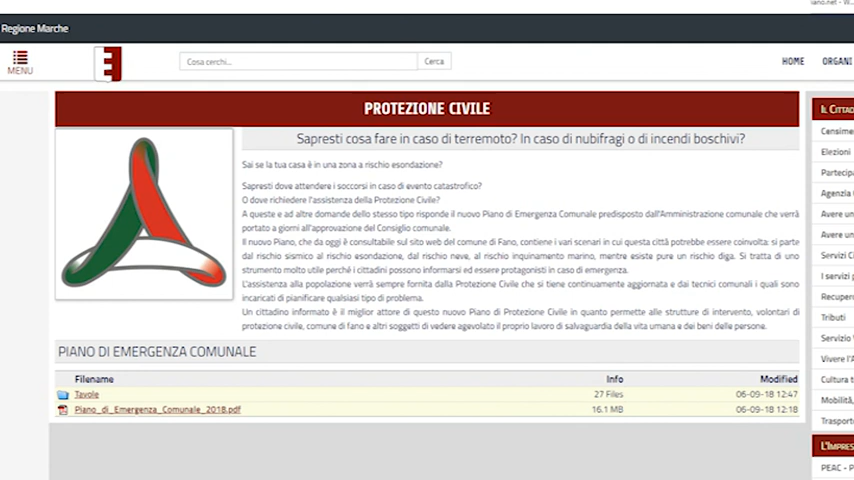 iano.net - W...
Regione Marche
MENU
Cosa cerchi...
Cerca
HOME
ORGANI
PROTEZIONE CIVILE
Sapresti cosa fare in caso di terremoto? In caso di nubifragi o di incendi boschivi?
Sai se la tua casa è in una zona a rischio esondazione?
Sapresti dove attendere i soccorsi in caso di evento catastrofico?
O dove richiedere l'assistenza della Protezione Civile?
A queste e ad altre domande dello stesso tipo risponde il nuovo Piano di Emergenza Comunale predisposto dall'Amministrazione comunale che verrà
portato a giorni all'approvazione del Consiglio comunale.
Il nuovo Piano, che da oggi è consultabile sul sito web del comune di Fano, contiene i vari scenari in cui questa città potrebbe essere coinvolta: si parte
dal rischio sismico al rischio esondazione, dal rischio neve, al rischio inquinamento marino, mentre esiste pure un rischio diga. Si tratta di uno
strumento molto utile perché i cittadini possono informarsi ed essere protagonisti in caso di emergenza.
L'assistenza alla popolazione verrà sempre fornita dalla Protezione Civile che si tiene continuamente aggiornata e dai tecnici comunali i quali sono
incaricati di pianificare qualsiasi tipo di problema.
Un cittadino informato è il miglior attore di questo nuovo Piano di Protezione Civile in quanto permette alle strutture di intervento, volontari di
protezione civile, comune di fano e altri soggetti di vedere agevolato il proprio lavoro di salvaguardia della vita umana e dei beni delle persone.
PIANO DI EMERGENZA COMUNALE
Filename Info Modified
Tavole 27 Files 06-09-18 12:47
Piano_di_Emergenza_Comunale_2018.pdf 16.1 MB 06-09-18 12:18
IL CITTAD
Censime
Elezioni
Partecipa
Agenzia
Avere un
Avere un
Servizi Ci
I servizi p
Recuper
Tributi
Servizio
Vivere l'A
Cultura t
Mobilità,
Trasport
L'IMPRES
PEAC - P